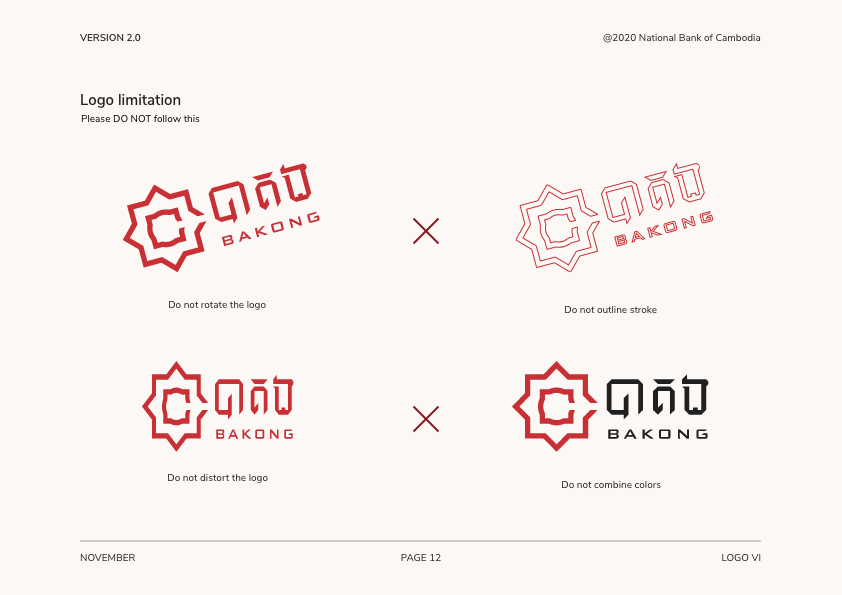 VERSION 2.0
@2020 National Bank of Cambodia
Logo limitation
Please DO NOT follow this
បាគង
BAKONG
បាគង
BAKONG
Do not rotate the logo
Do not outline stroke
បាគង
BAKONG
បាគង
BAKONG
Do not distort the logo
Do not combine colors
NOVEMBER
PAGE 12
LOGO VI